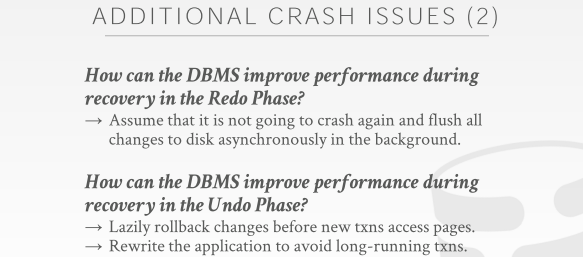 ADDITIONAL CRASH ISSUES (2)
How can the DBMS improve performance during
recovery in the Redo Phase?
→ Assume that it is not going to crash again and flush all
changes to disk asynchronously in the background.
How can the DBMS improve performance during
recovery in the Undo Phase?
→ Lazily rollback changes before new txns access pages.
→ Rewrite the application to avoid long-running txns.